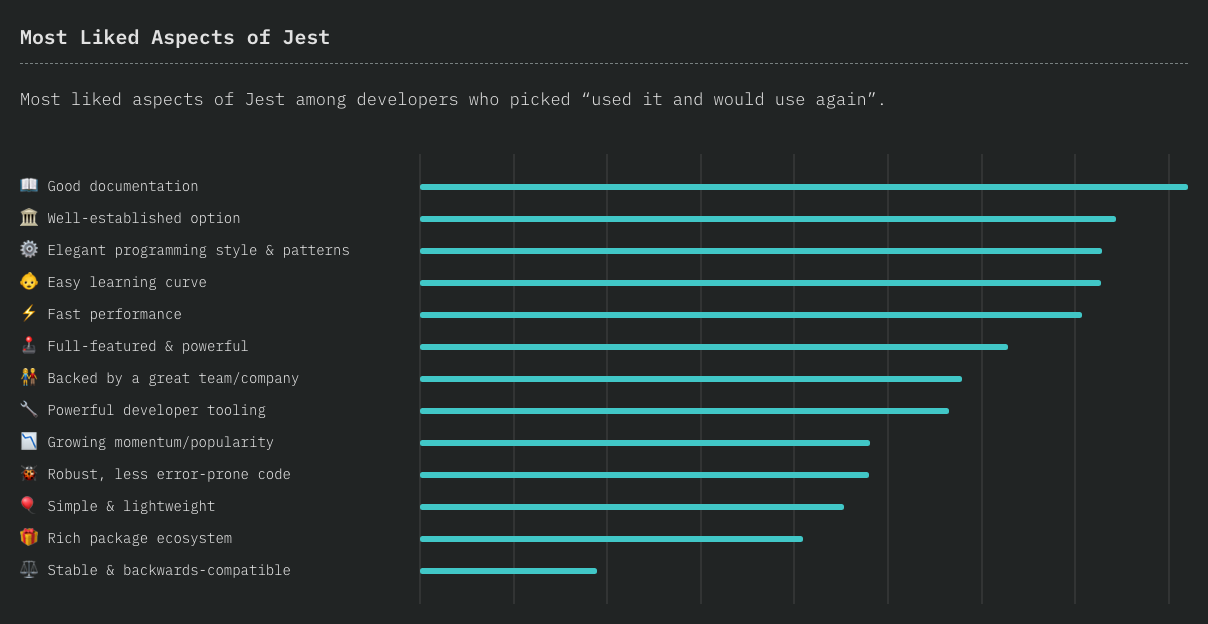 Most Liked Aspects of Jest
Most liked aspects of Jest among developers who picked “used it and would use again”.
Good documentation
Well-established option
Elegant programming style & patterns
Easy learning curve
Fast performance
Full-featured & powerful
Backed by a great team/company
Powerful developer tooling
Growing momentum/popularity
Robust, less error-prone code
Simple & lightweight
Rich package ecosystem
Stable & backwards-compatible